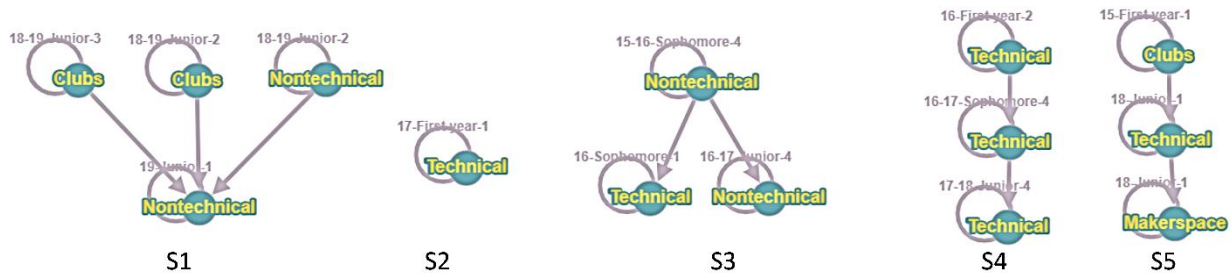 18-19-Junior-3
Clubs
18-19-Junior-2
Clubs
18-19-Junior-2
Nontechnical
19-Junior-1
Nontechnical
S1
17-First-year-1
Technical
S2
15-16-Sophomore-4
Nontechnical
16-Sophomore-1
Technical
16-17-Junior-4
Nontechnical
S3
16-First-year-2
Technical
16-17-Sophomore-4
Technical
17-18-Junior-4
Technical
S4
15-First-year-1
Clubs
18-Junior-1
Technical
18-Junior-1
Makerspace
S5